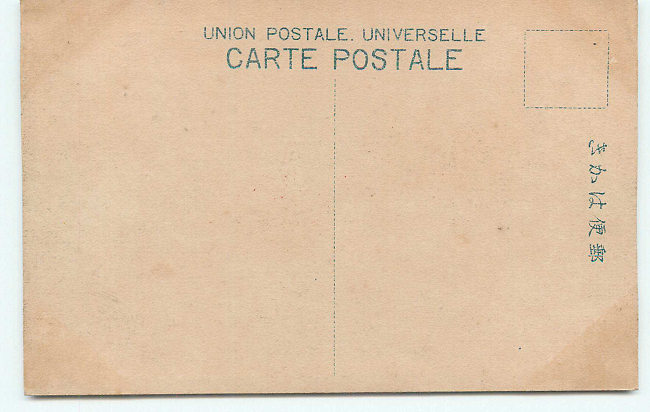 UNION POSTALE. UNIVERSELLE
CARTE POSTALE
きかは便郵